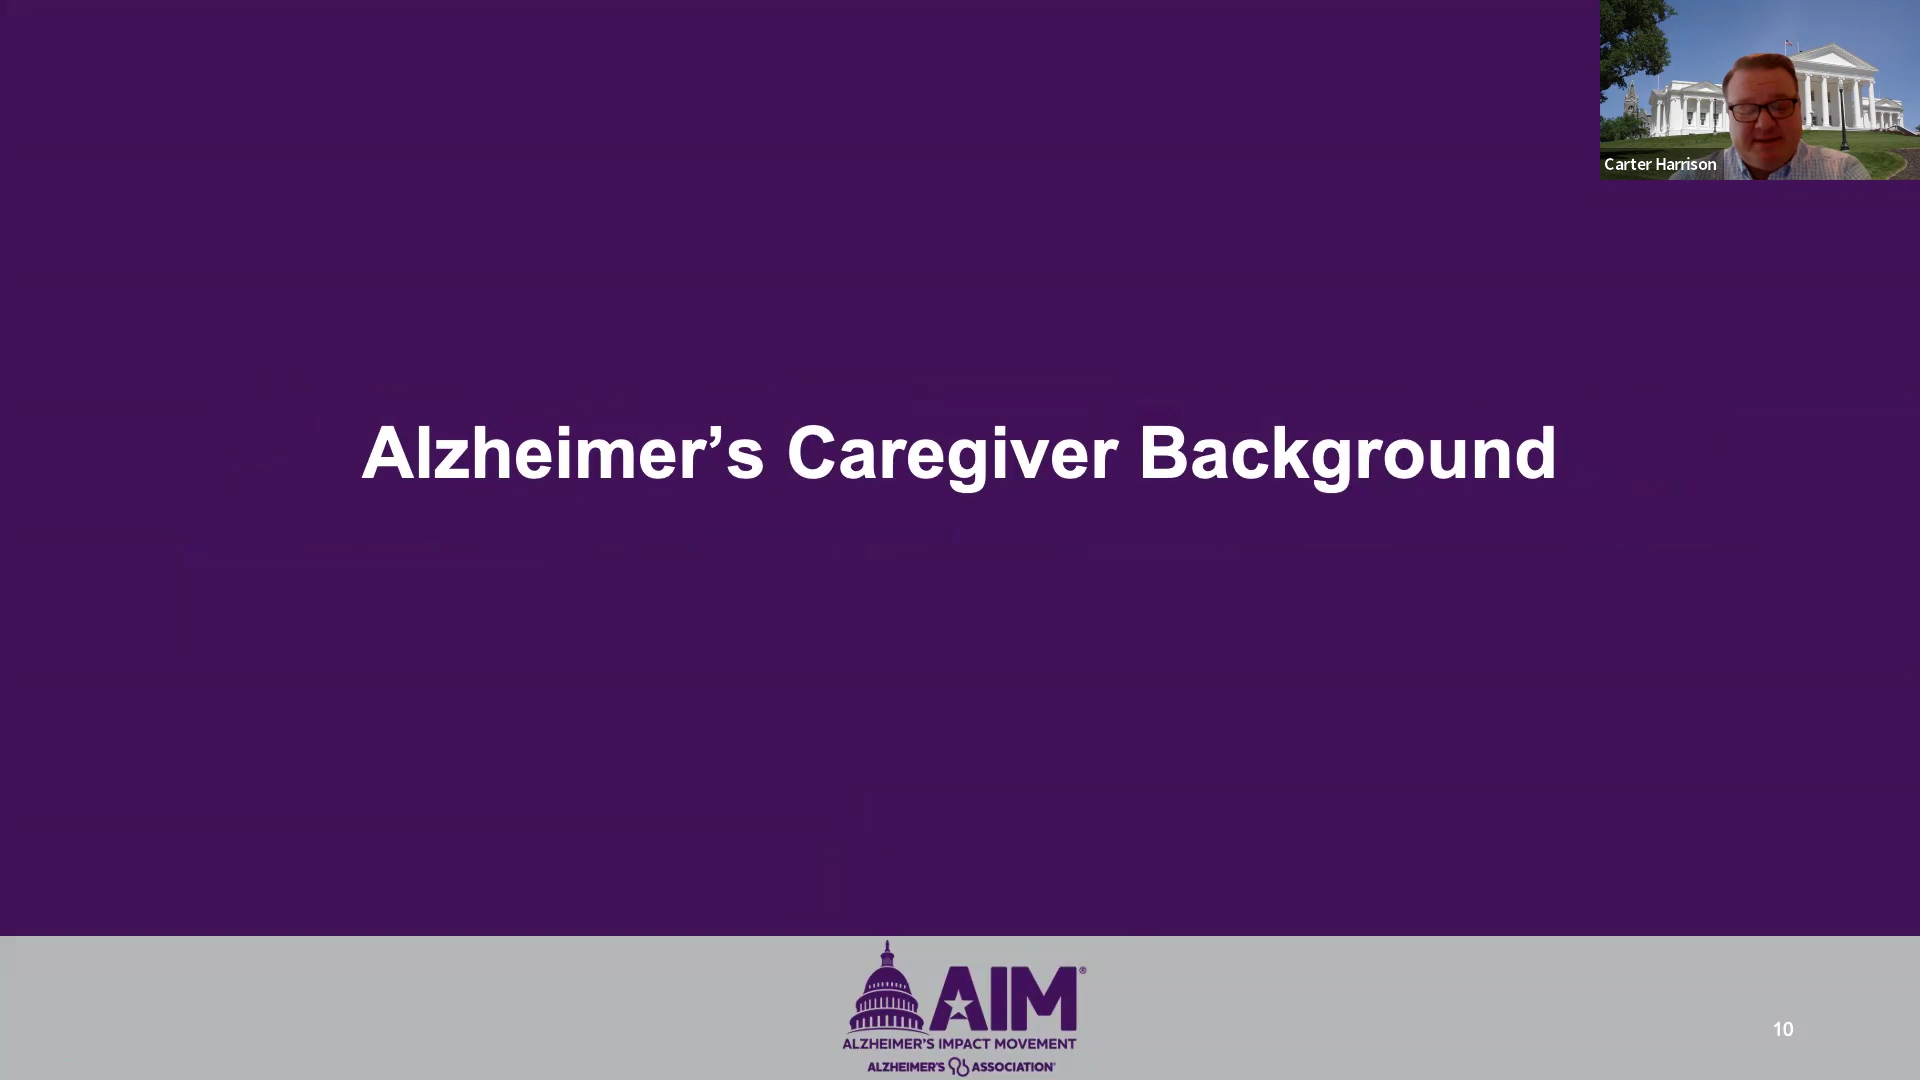 Carter Harrison
Alzheimer’s Caregiver Background
AIM®
ALZHEIMER'S IMPACT MOVEMENT
ALZHEIMER'S ASSOCIATION®
10